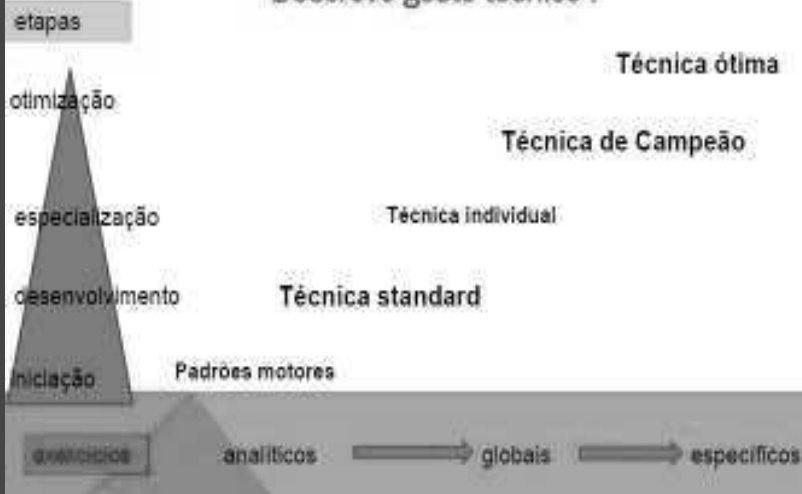 etapas
Técnica ótima
otimização
Técnica de Campeão
especialização
Técnica individual
desenvolvimento
Técnica standard
Iniciação
Padrões motores
exercícios
analíticos
globais
específicos